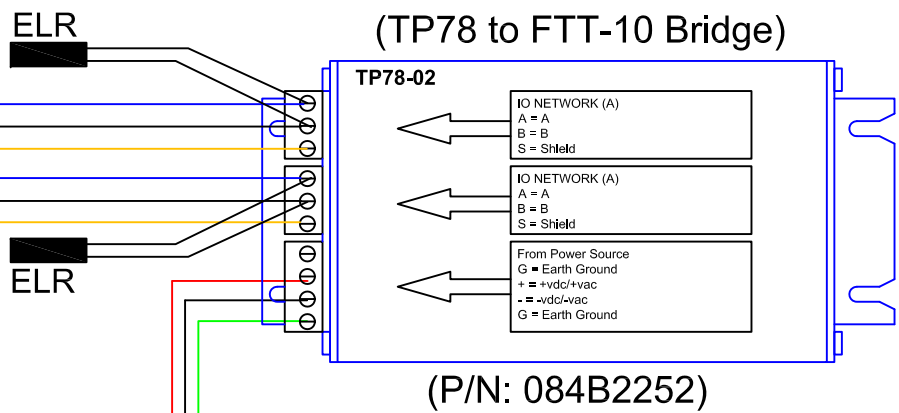 ELR
(TP78 to FTT-10 Bridge)
TP78-02
IO NETWORK (A)
A = A
B = B
S = Shield
IO NETWORK (A)
A = A
B = B
S = Shield
From Power Source
G = Earth Ground
+ = +vdc/+vac
- = -vdc/-vac
G = Earth Ground
ELR
(P/N: 084B2252)